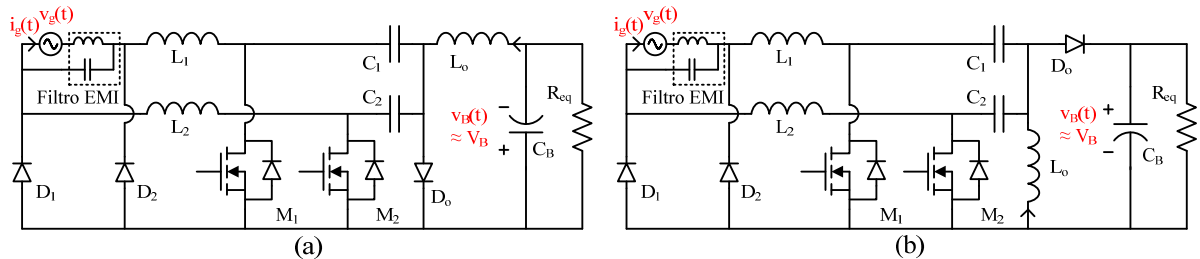 i_g(t) v_g(t)
L_1
C_1
L_o
Filtro EMI
C_2
R_eq
L_2
v_B(t)
≈ V_B
-
+
C_B
D_1
D_2
M_1
M_2
D_o
(a)
i_g(t) v_g(t)
L_1
C_1
D_o
Filtro EMI
C_2
R_eq
L_2
v_B(t)
≈ V_B
+
-
C_B
L_o
D_1
D_2
M_1
M_2
(b)